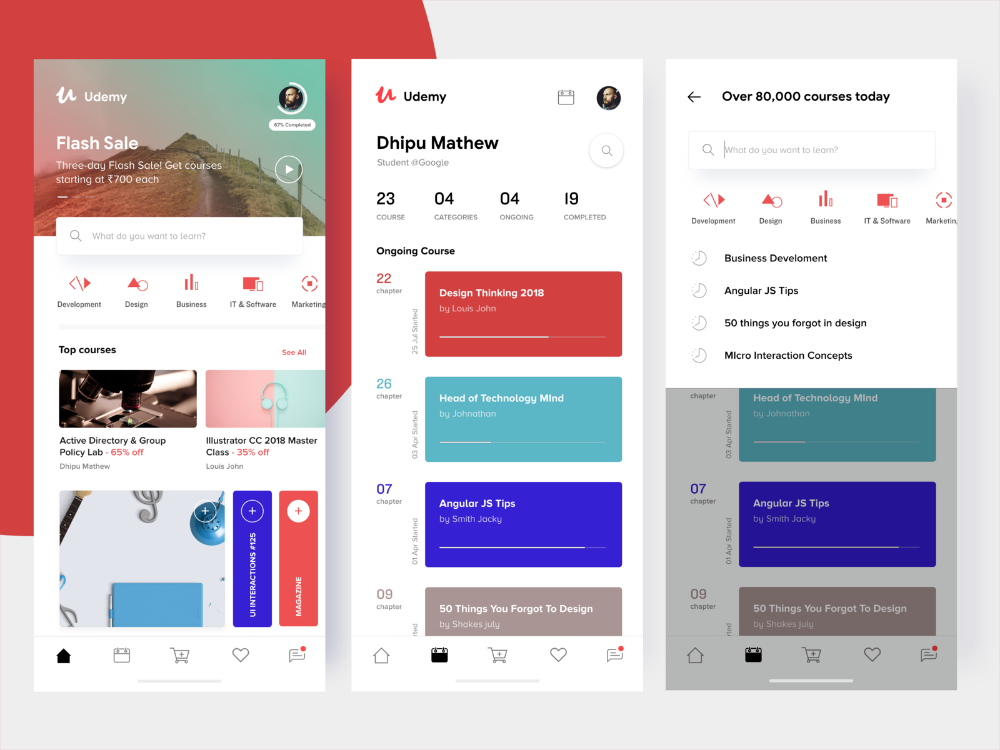 Udemy
67% Completed
Flash Sale
Three-day Flash Sale! Get courses
starting at ₹700 each
What do you want to learn?
Development
Design
Business
IT & Software
Marketing
Top courses
See All
Active Directory & Group
Policy Lab - 65% off
Dhipu Mathew
Illustrator CC 2018 Master
Class - 35% off
Louis John
UI INTERACTIONS #125
MAGAZINE
Udemy
Dhipu Mathew
Student @Google
23
COURSE
04
CATEGORIES
04
ONGOING
19
COMPLETED
Ongoing Course
22
chapter
25 Jul Started
Design Thinking 2018
by Louis John
26
chapter
03 Apr Started
Head of Technology MInd
by Johnathan
07
chapter
01 Apr Started
Angular JS Tips
by Smith Jacky
09
chapter
rted
50 Things You Forgot To Design
by Shakes july
Over 80,000 courses today
What do you want to learn?
Development
Design
Business
IT & Software
Marketing
Business Develoment
Angular JS Tips
50 things you forgot in design
MIcro Interaction Concepts
chapter
03 Apr Started
Head of Technology MInd
by Johnathan
07
chapter
01 Apr Started
Angular JS Tips
by Smith Jacky
09
chapter
rted
50 Things You Forgot To Design
by Shakes july